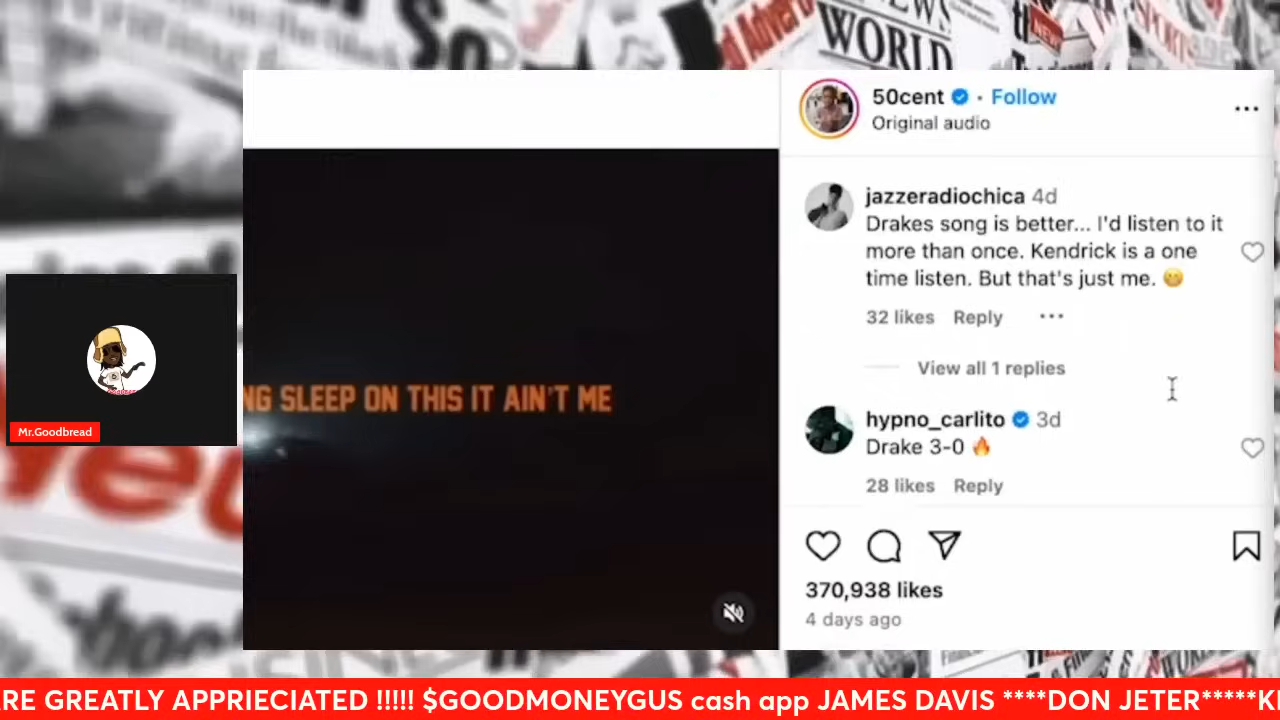 WORLD
50cent · Follow
Original audio
jazzeradiochica 4d
Drakes song is better... I'd listen to it
more than once. Kendrick is a one
time listen. But that's just me. 😁
32 likes Reply ...
View all 1 replies
NG SLEEP ON THIS IT AIN'T ME
hypno_carlito 3d
Drake 3-0 🔥
28 likes Reply
Mr.Goodbread
370,938 likes
4 days ago
RE GREATLY APPRIECIATED !!!!! $GOODMONEYGUS cash app JAMES DAVIS ****DON JETER*****K